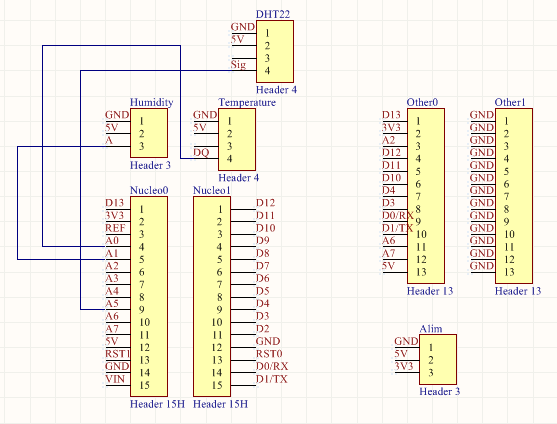 DHT22
GND 1
5V 2
3
Sig 4
Header 4
Humidity
GND 1
5V 2
A 3
Header 3
Temperature
GND 1
5V 2
3
DQ 4
Header 4
Nucleo0
D13 1
3V3 2
REF 3
A0 4
A1 5
A2 6
A3 7
A4 8
A5 9
A6 10
A7 11
5V 12
RST1 13
GND 14
VIN 15
Header 15H
Nucleo1
1 D12
2 D11
3 D10
4 D9
5 D8
6 D7
7 D6
8 D5
9 D4
10 D3
11 D2
12 GND
13 RST0
14 D0/RX
15 D1/TX
Header 15H
Other0
D13 1
3V3 2
A2 3
D12 4
D11 5
D10 6
D4 7
D3 8
D0/RX 9
D1/TX 10
A6 11
A7 12
5V 13
Header 13
Other1
GND 1
GND 2
GND 3
GND 4
GND 5
GND 6
GND 7
GND 8
GND 9
GND 10
GND 11
GND 12
GND 13
Header 13
Alim
GND 1
5V 2
3V3 3
Header 3